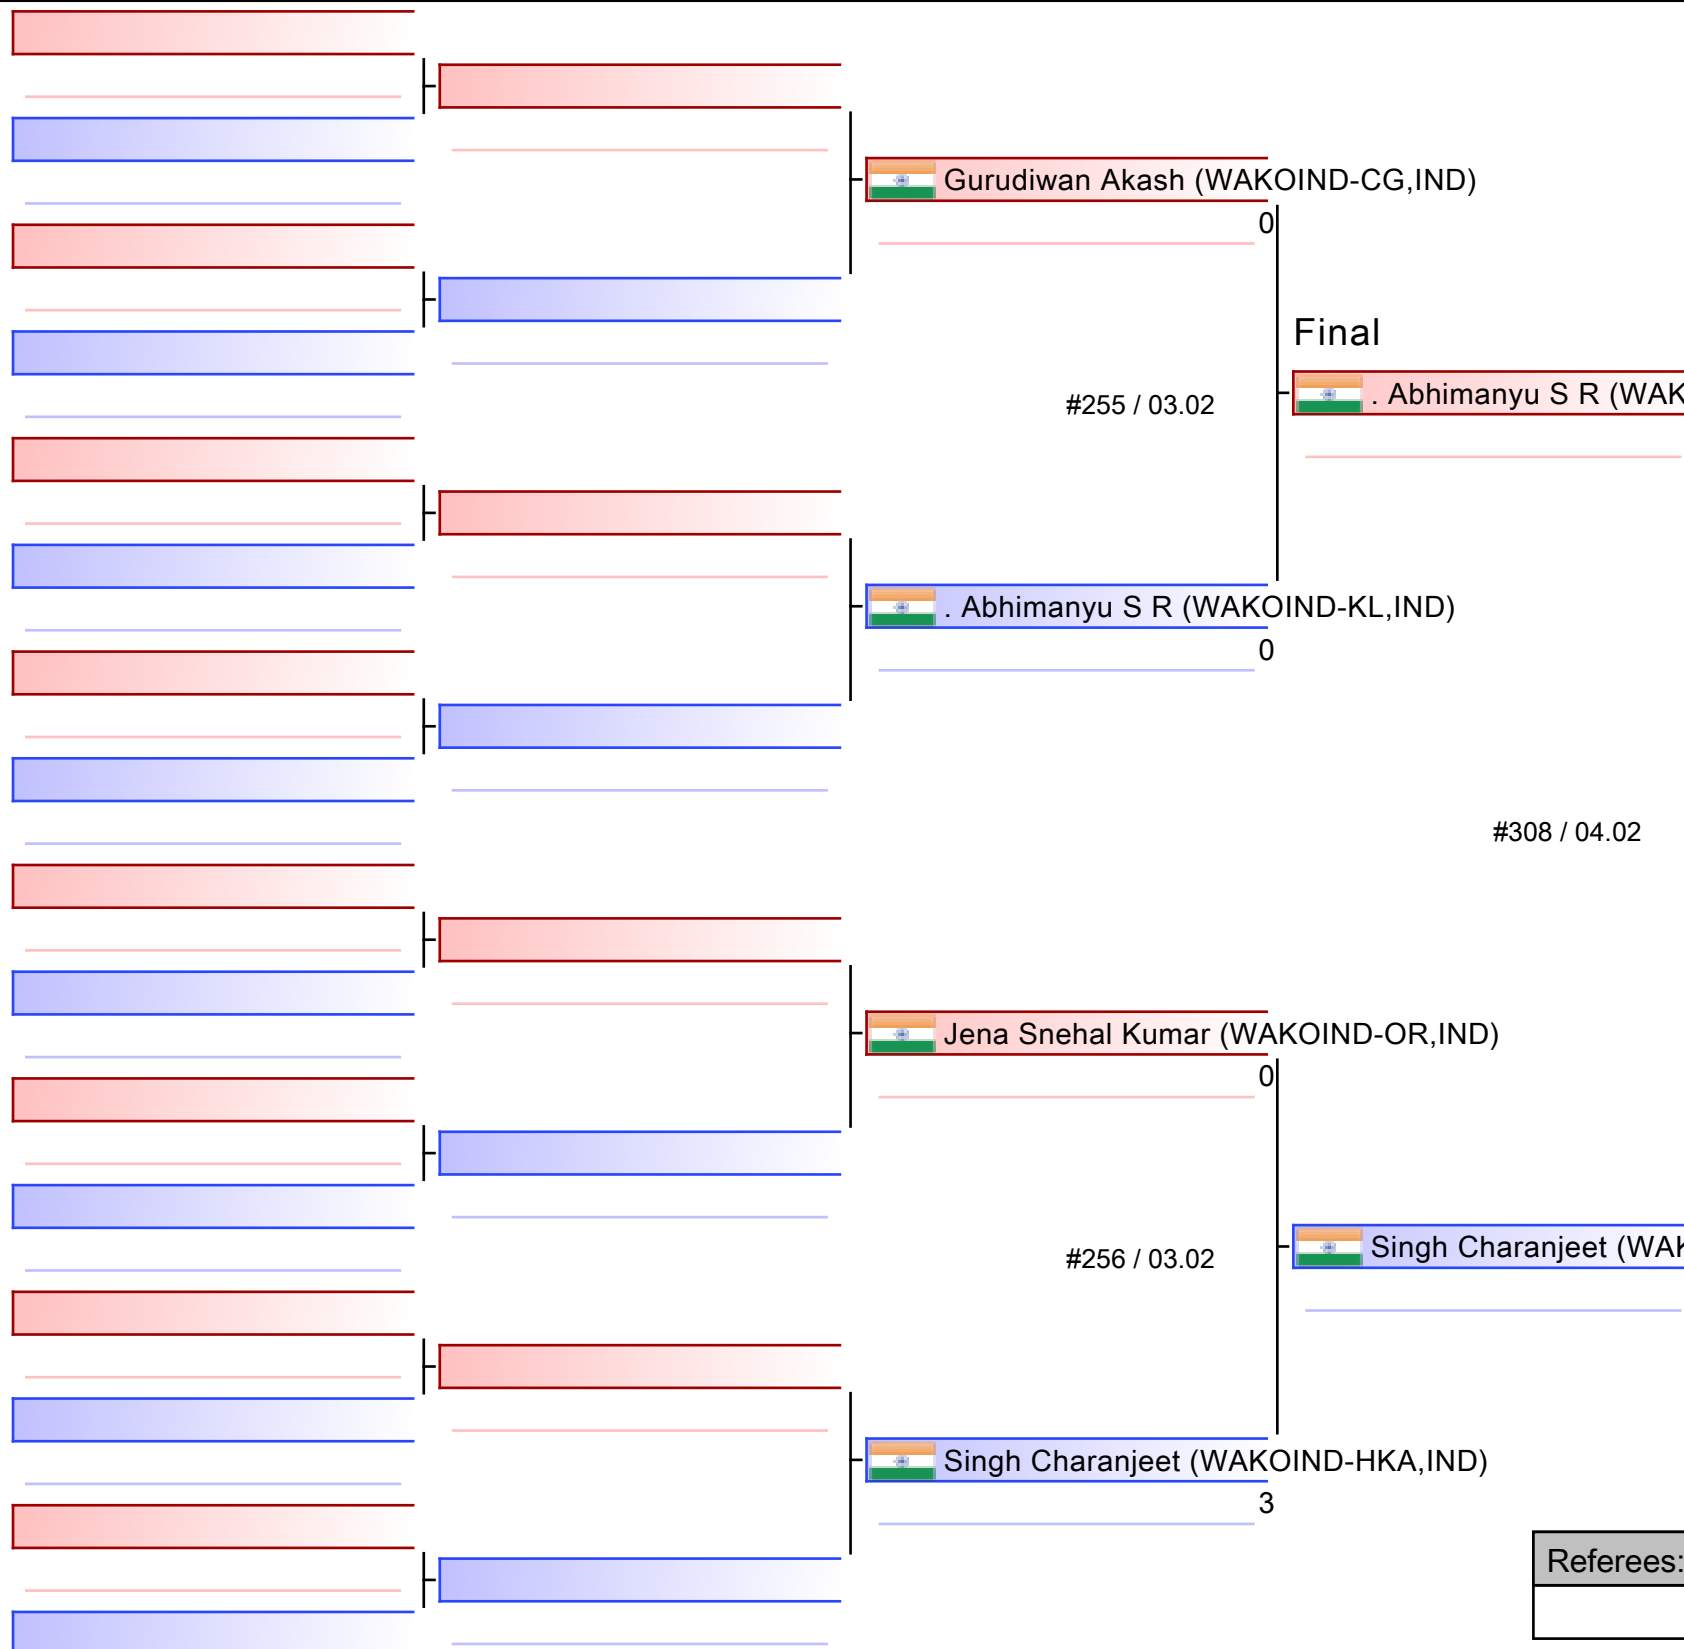 Gurudiwan Akash (WAKOIND-CG,IND)
0
Final
#255 / 03.02
. Abhimanyu S R (WAK
. Abhimanyu S R (WAKOIND-KL,IND)
0
#308 / 04.02
Jena Snehal Kumar (WAKOIND-OR,IND)
0
#256 / 03.02
Singh Charanjeet (WAK
Singh Charanjeet (WAKOIND-HKA,IND)
3
Referees: